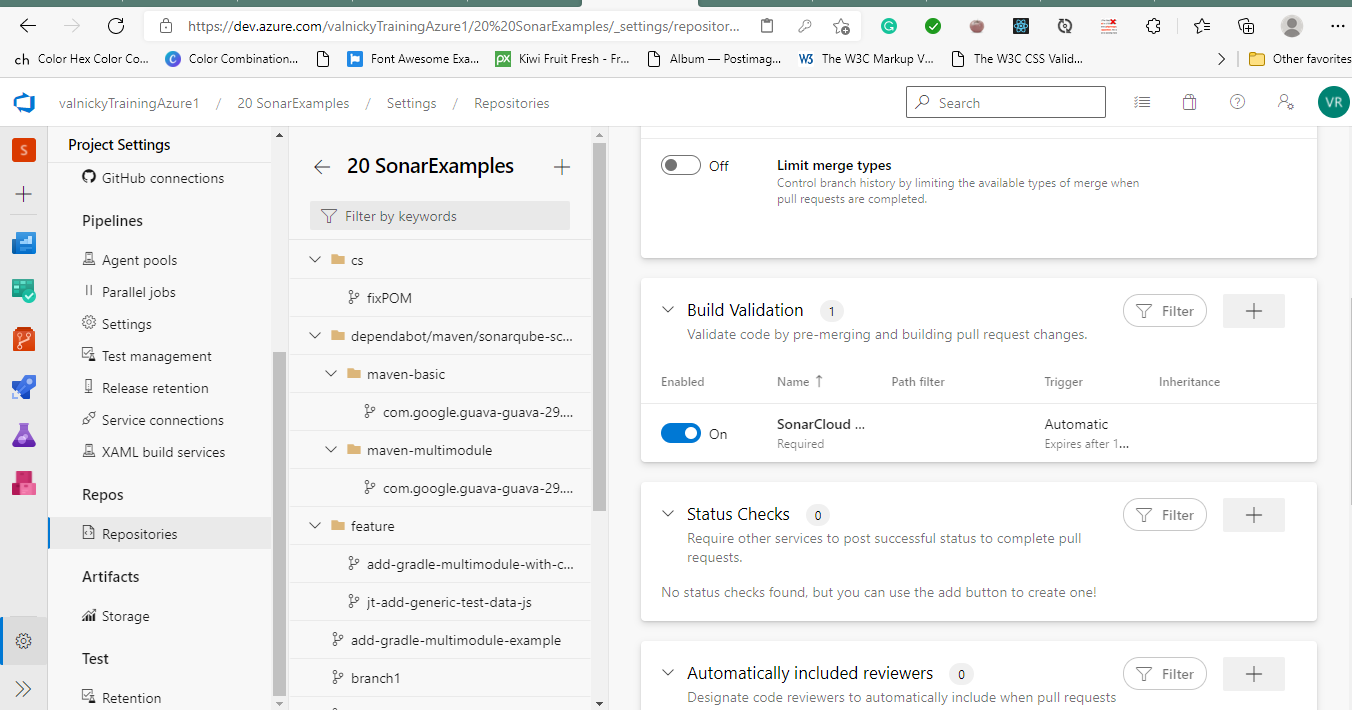 https://dev.azure.com/valnickyTrainingAzure1/20%20SonarExamples/_settings/repositor...
ch Color Hex Color Co...
C Color Combination...
Font Awesome Exa...
px Kiwi Fruit Fresh - Fr...
Album — Postimag...
W3 The W3C Markup V...
The W3C CSS Valid...
Other favorites
valnickyTrainingAzure1 / 20 SonarExamples / Settings / Repositories
Search
VR
S
Project Settings
GitHub connections
Pipelines
Agent pools
Parallel jobs
Settings
Test management
Release retention
Service connections
XAML build services
Repos
Repositories
Artifacts
Storage
Test
Retention
20 SonarExamples
Filter by keywords
cs
fixPOM
dependabot/maven/sonarqube-sc...
maven-basic
com.google.guava-guava-29....
maven-multimodule
com.google.guava-guava-29....
feature
add-gradle-multimodule-with-c...
jt-add-generic-test-data-js
add-gradle-multimodule-example
branch1
Off
Limit merge types
Control branch history by limiting the available types of merge when
pull requests are completed.
Build Validation 1
Filter
Validate code by pre-merging and building pull request changes.
Enabled Name Path filter Trigger Inheritance
On
SonarCloud ...
Required
Automatic
Expires after 1...
Status Checks 0
Filter
Require other services to post successful status to complete pull
requests.
No status checks found, but you can use the add button to create one!
Automatically included reviewers 0
Filter
Designate code reviewers to automatically include when pull requests